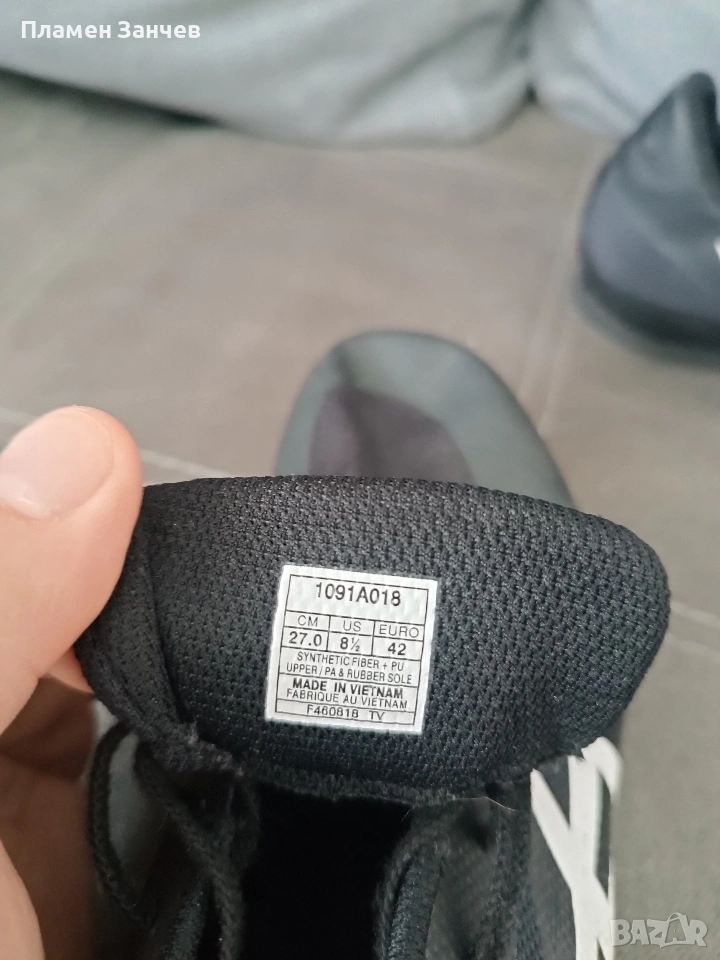 Пламен Занчев
1091A018
CM US EURO
27.0 8½ 42
SYNTHETIC FIBER + PU
UPPER / PA & RUBBER SOLE
MADE IN VIETNAM
FABRIQUE AU VIETNAM
F460818 TV
BAZAR